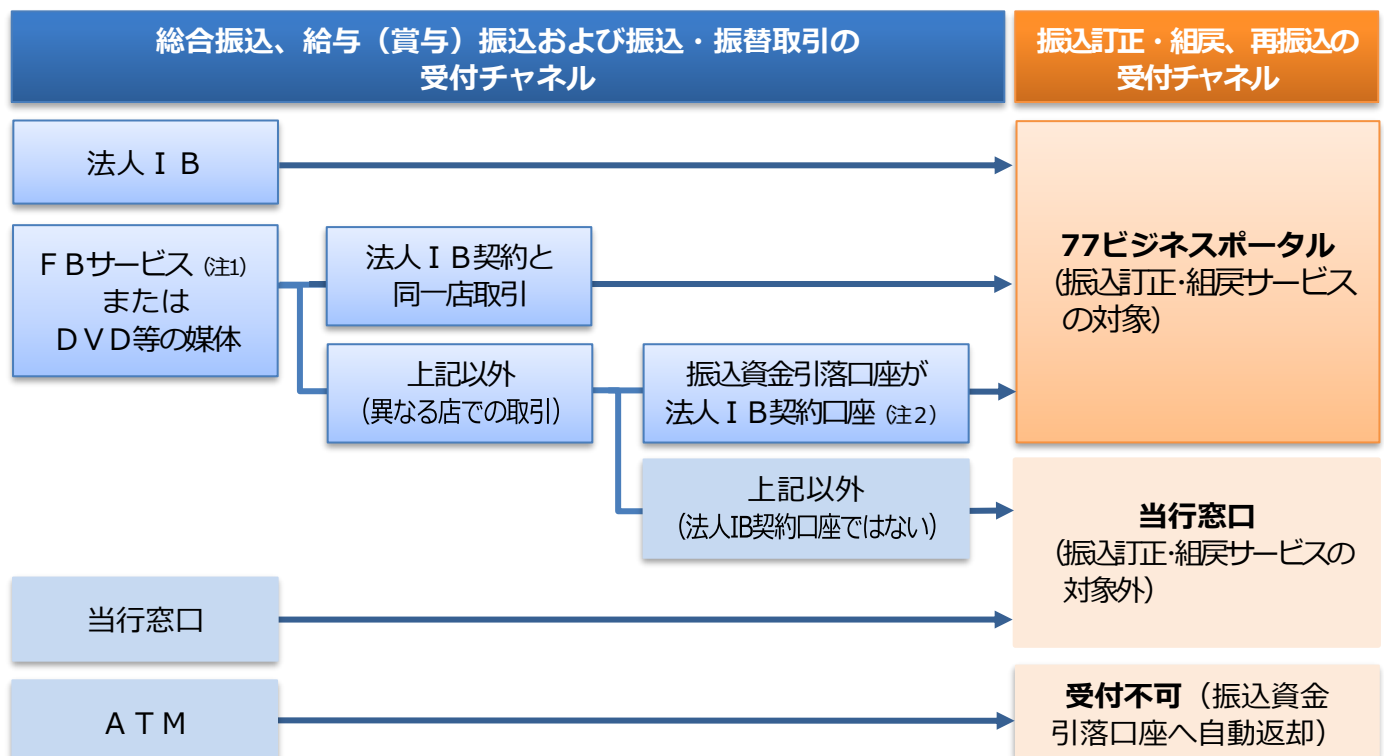 総合振込、給与（賞与）振込および振込・振替取引の
受付チャネル
振込訂正・組戻、再振込の
受付チャネル
法人ＩＢ
ＦＢサービス（注1）
または
ＤＶＤ等の媒体
法人ＩＢ契約と
同一店取引
77ビジネスポータル
（振込訂正・組戻サービス
の対象）
上記以外
（異なる店での取引）
振込資金引落口座が
法人ＩＢ契約口座（注２）
上記以外
（法人IB契約口座ではない）
当行窓口
（振込訂正・組戻サービスの
対象外）
当行窓口
ＡＴＭ
受付不可（振込資金
引落口座へ自動返却）